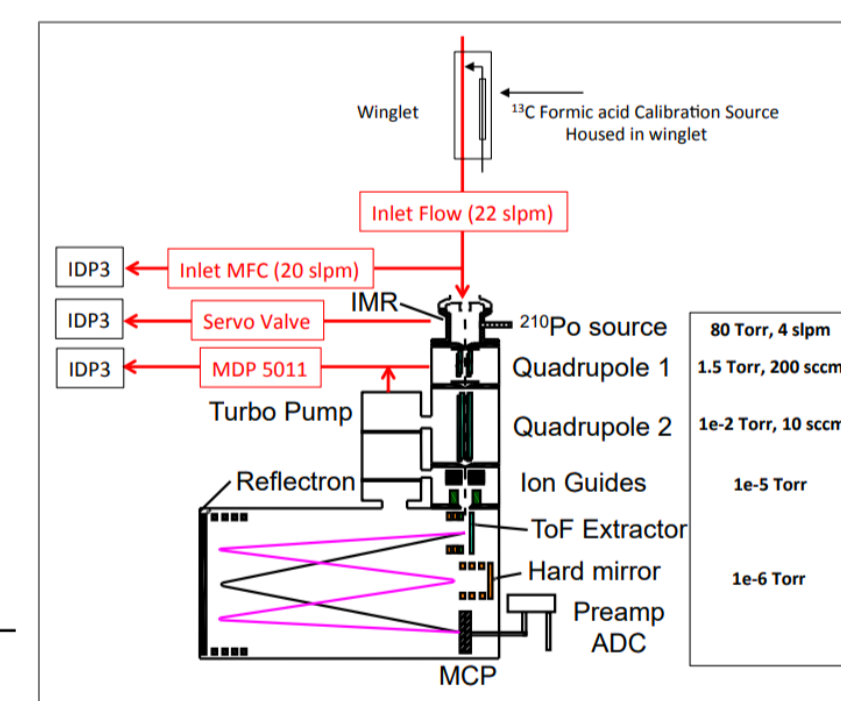 Winglet
¹³C Formic acid Calibration Source
Housed in winglet
Inlet Flow (22 slpm)
IDP3
Inlet MFC (20 slpm)
IMR
IDP3
Servo Valve
²¹⁰Po source
80 Torr, 4 slpm
IDP3
MDP 5011
Quadrupole 1
1.5 Torr, 200 sccm
Turbo Pump
Quadrupole 2
1e-2 Torr, 10 sccm
Reflectron
Ion Guides
1e-5 Torr
ToF Extractor
Hard mirror
1e-6 Torr
Preamp
ADC
MCP